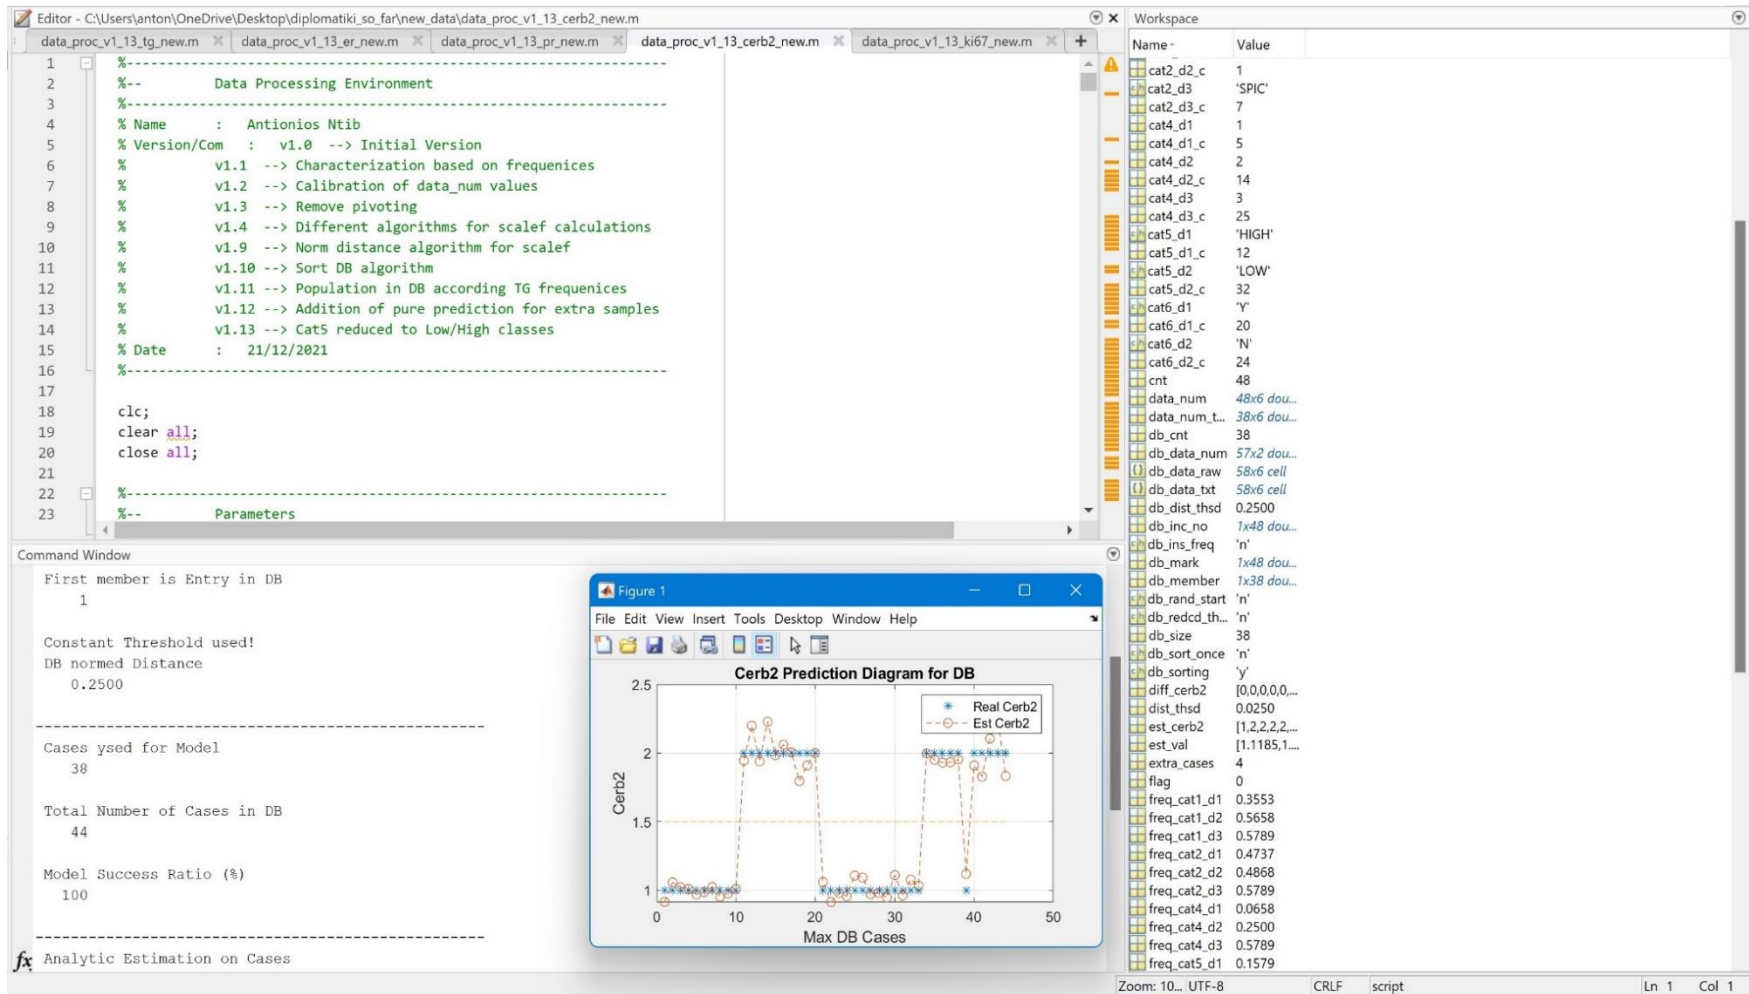 Editor - C:\Users\anton\OneDrive\Desktop\diplomatiki_so_far\new_data\data_proc_v1_13_cerb2_new.m
data_proc_v1_13_tg_new.m
data_proc_v1_13_er_new.m
data_proc_v1_13_pr_new.m
data_proc_v1_13_cerb2_new.m
data_proc_v1_13_ki67_new.m
+
1 %--------------------------------------------------------------------
2 %-- Data Processing Environment
3 %--------------------------------------------------------------------
4 % Name : Antionios Ntib
5 % Version/Com : v1.0 --> Initial Version
6 % v1.1 --> Characterization based on frequenices
7 % v1.2 --> Calibration of data_num values
8 % v1.3 --> Remove pivoting
9 % v1.4 --> Different algorithms for scalef calculations
10 % v1.9 --> Norm distance algorithm for scalef
11 % v1.10 --> Sort DB algorithm
12 % v1.11 --> Population in DB according TG frequenices
13 % v1.12 --> Addition of pure prediction for extra samples
14 % v1.13 --> Cat5 reduced to Low/High classes
15 % Date : 21/12/2021
16 %--------------------------------------------------------------------
17
18 clc;
19 clear all;
20 close all;
21
22 %--------------------------------------------------------------------
23 %-- Parameters
Command Window
First member is Entry in DB
1
Constant Threshold used!
DB normed Distance
0.2500
--------------------------------------------------
Cases ysed for Model
38
Total Number of Cases in DB
44
Model Success Ratio (%)
100
--------------------------------------------------
fx Analytic Estimation on Cases
Figure 1
File Edit View Insert Tools Desktop Window Help
Cerb2 Prediction Diagram for DB
Real Cerb2
Est Cerb2
2.5
2
1.5
1
Cerb2
0 10 20 30 40 50
Max DB Cases
Workspace
Name Value
cat2_d2_c 1
cat2_d3 'SPIC'
cat2_d3_c 7
cat4_d1 1
cat4_d1_c 5
cat4_d2 2
cat4_d2_c 14
cat4_d3 3
cat4_d3_c 25
cat5_d1 'HIGH'
cat5_d1_c 12
cat5_d2 'LOW'
cat5_d2_c 32
cat6_d1 'Y'
cat6_d1_c 20
cat6_d2 'N'
cat6_d2_c 24
cnt 48
data_num 48x6 dou...
data_num_t... 38x6 dou...
db_cnt 38
db_data_num 57x2 dou...
db_data_raw 58x6 cell
db_data_txt 58x6 cell
db_dist_thsd 0.2500
db_inc_no 1x48 dou...
db_ins_freq 'n'
db_mark 1x48 dou...
db_member 1x38 dou...
db_rand_start 'n'
db_redcd_th... 'n'
db_size 38
db_sort_once 'n'
db_sorting 'y'
diff_cerb2 [0,0,0,0,0,...
dist_thsd 0.0250
est_cerb2 [1,2,2,2,2,...
est_val [1.1185,1....
extra_cases 4
flag 0
freq_cat1_d1 0.3553
freq_cat1_d2 0.5658
freq_cat1_d3 0.5789
freq_cat2_d1 0.4737
freq_cat2_d2 0.4868
freq_cat2_d3 0.5789
freq_cat4_d1 0.0658
freq_cat4_d2 0.2500
freq_cat4_d3 0.5789
freq_cat5_d1 0.1579
Zoom: 10... UTF-8 CRLF script Ln 1 Col 1